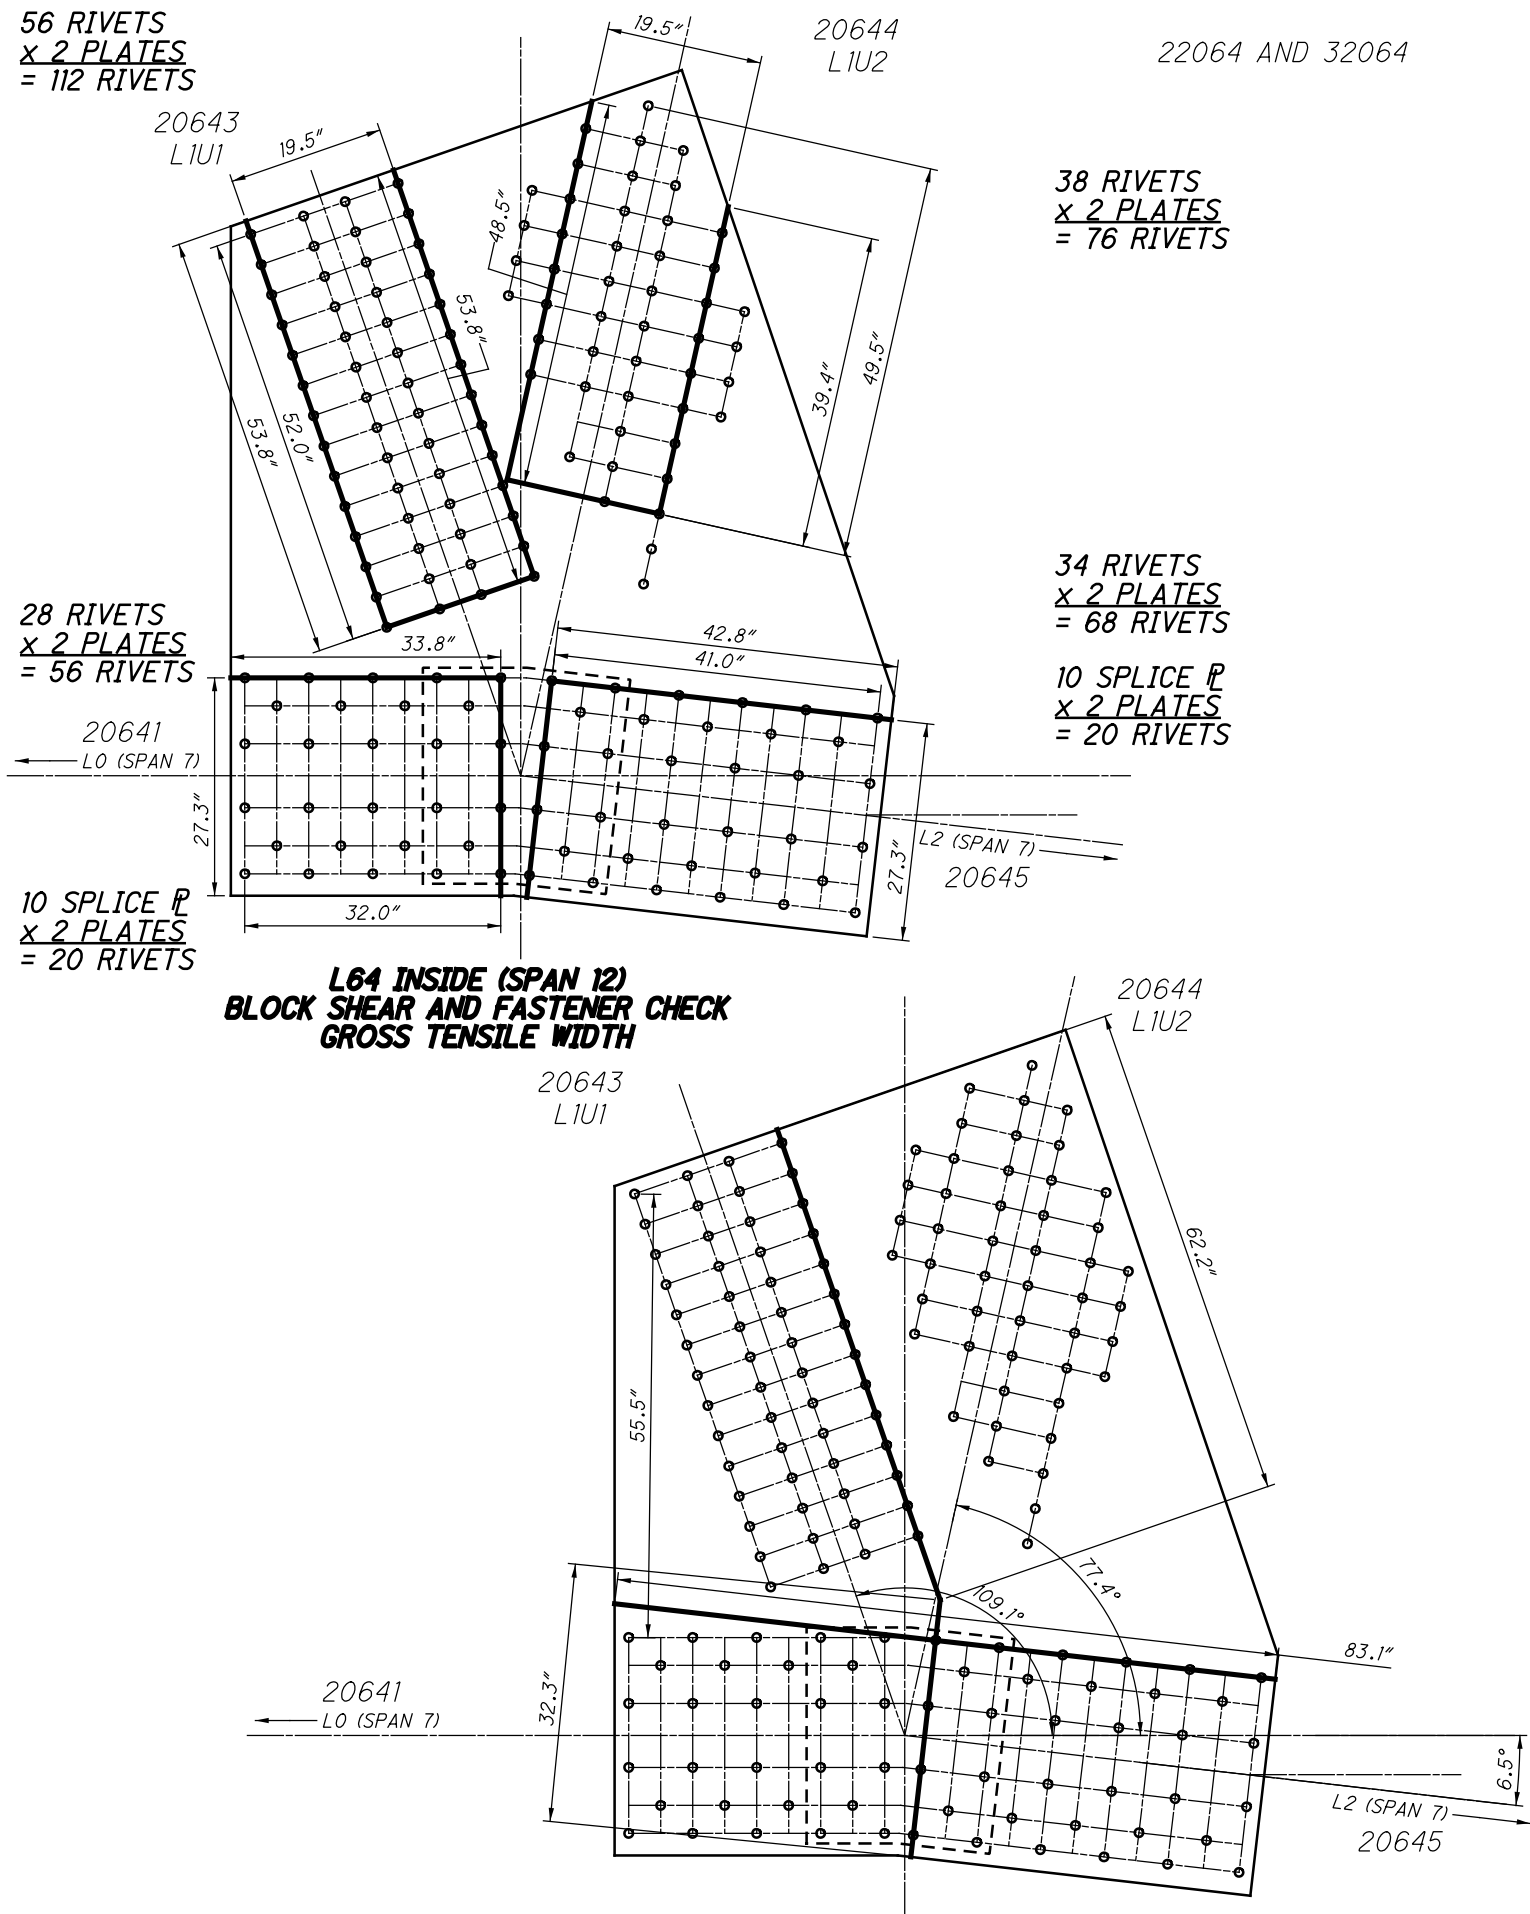 56 RIVETS
x 2 PLATES
= 112 RIVETS
20643
L1U1
19.5"
19.5"
20644
L1U2
22064 AND 32064
38 RIVETS
x 2 PLATES
= 76 RIVETS
48.5"
53.8"
53.8"
52.0"
39.4"
49.5"
28 RIVETS
x 2 PLATES
= 56 RIVETS
33.8"
42.8"
41.0"
34 RIVETS
x 2 PLATES
= 68 RIVETS
10 SPLICE ⅊
x 2 PLATES
= 20 RIVETS
20641
L0 (SPAN 7)
27.3"
L2 (SPAN 7)
20645
27.3"
32.0"
10 SPLICE ⅊
x 2 PLATES
= 20 RIVETS
L64 INSIDE (SPAN 12)
BLOCK SHEAR AND FASTENER CHECK
GROSS TENSILE WIDTH
20644
L1U2
20643
L1U1
62.2"
55.5"
77.4°
109.1°
83.1"
32.3"
20641
L0 (SPAN 7)
6.5°
L2 (SPAN 7)
20645